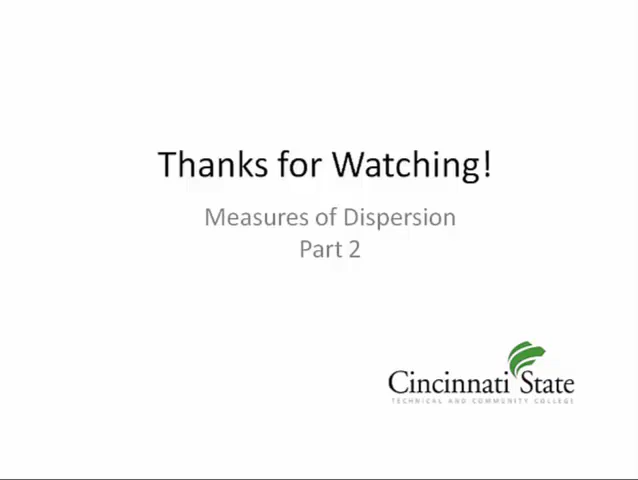 Thanks for Watching!
Measures of Dispersion
Part 2
Cincinnati State
TECHNICAL AND COMMUNITY COLLEGE